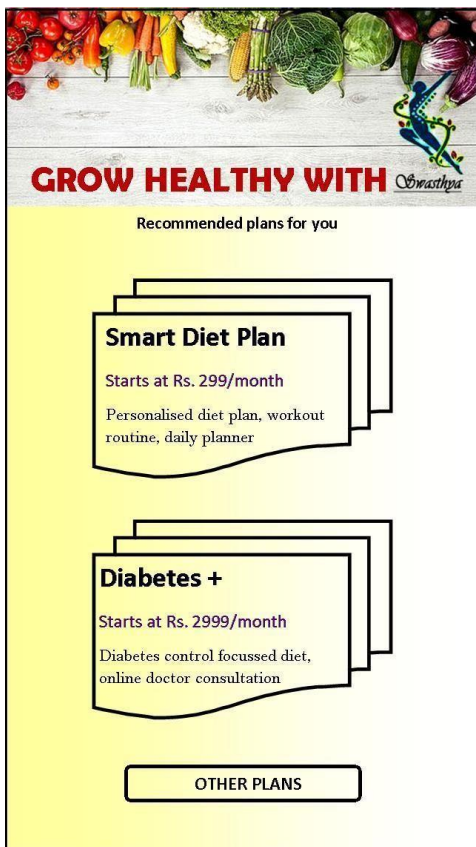 GROW HEALTHY WITH Swasthya
Recommended plans for you
Smart Diet Plan
Starts at Rs. 299/month
Personalised diet plan, workout
routine, daily planner
Diabetes +
Starts at Rs. 2999/month
Diabetes control focussed diet,
online doctor consultation
OTHER PLANS